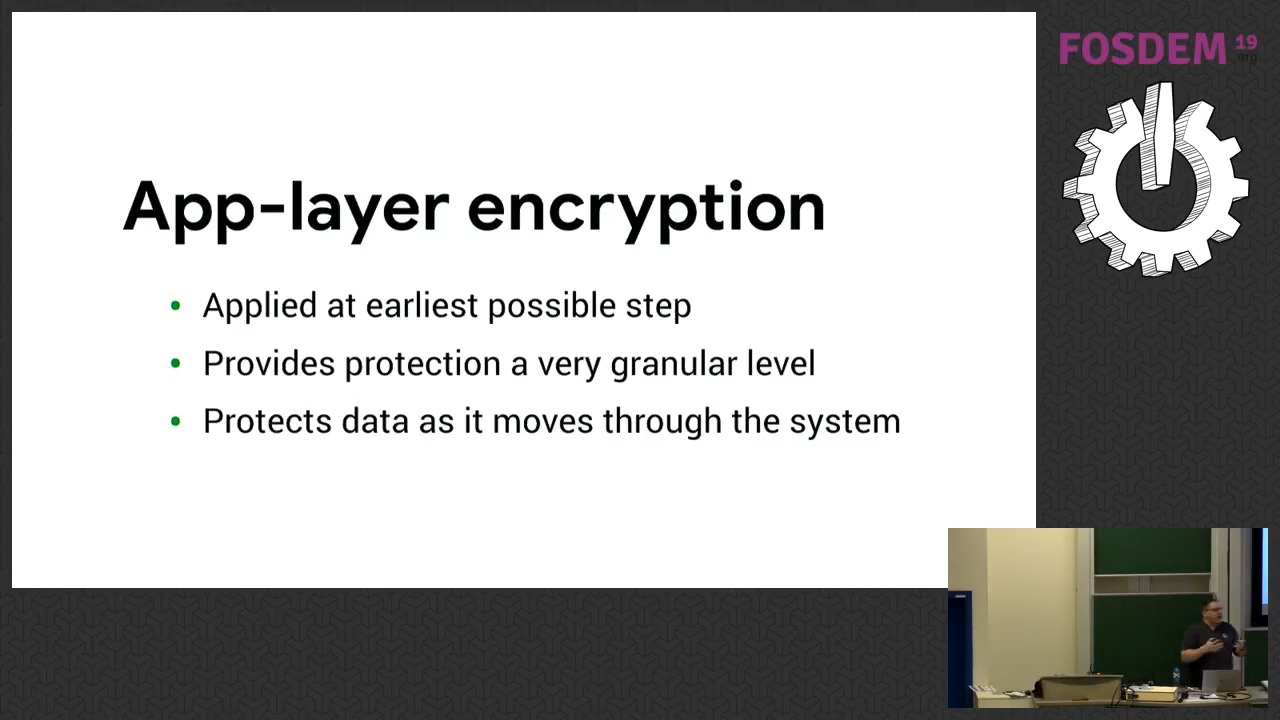 FOSDEM 19
.org
App-layer encryption
• Applied at earliest possible step
• Provides protection a very granular level
• Protects data as it moves through the system